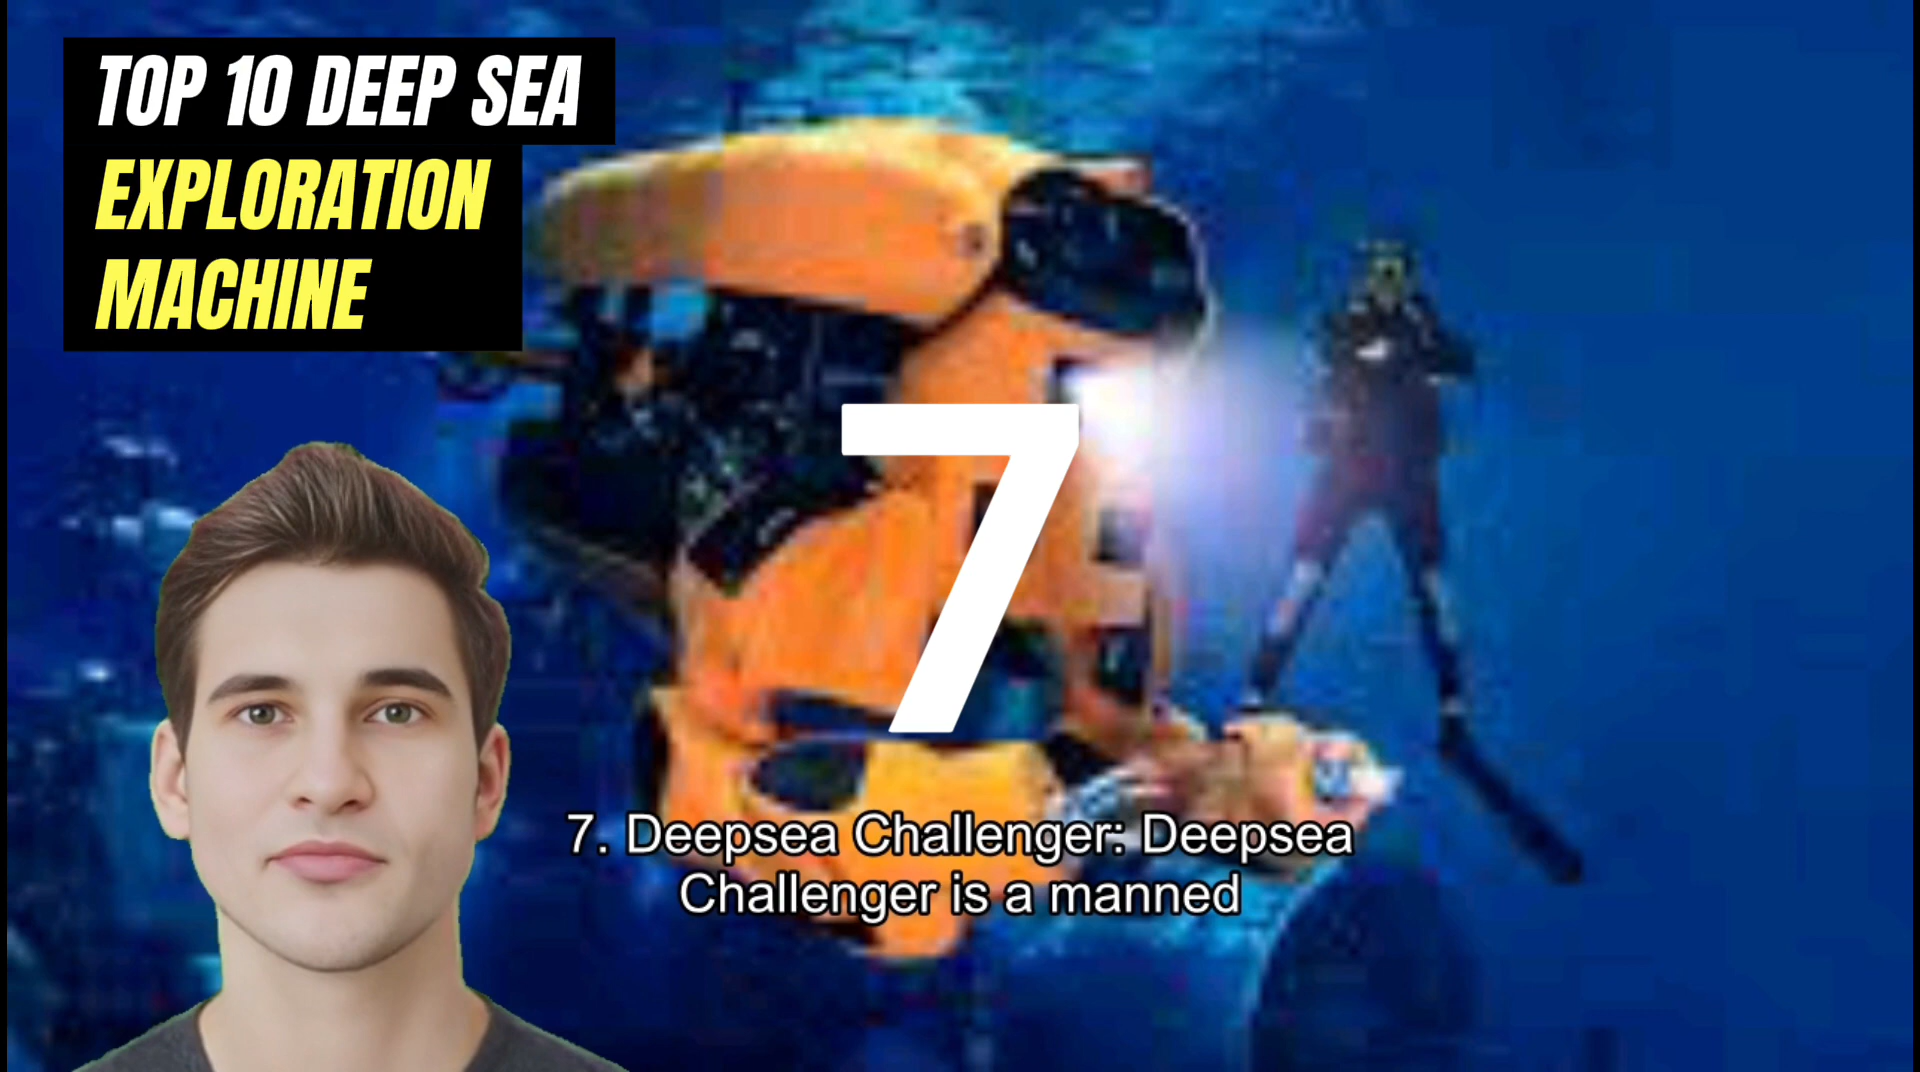 TOP 10 DEEP SEA
EXPLORATION
MACHINE
7
7. Deepsea Challenger: Deepsea
Challenger is a manned